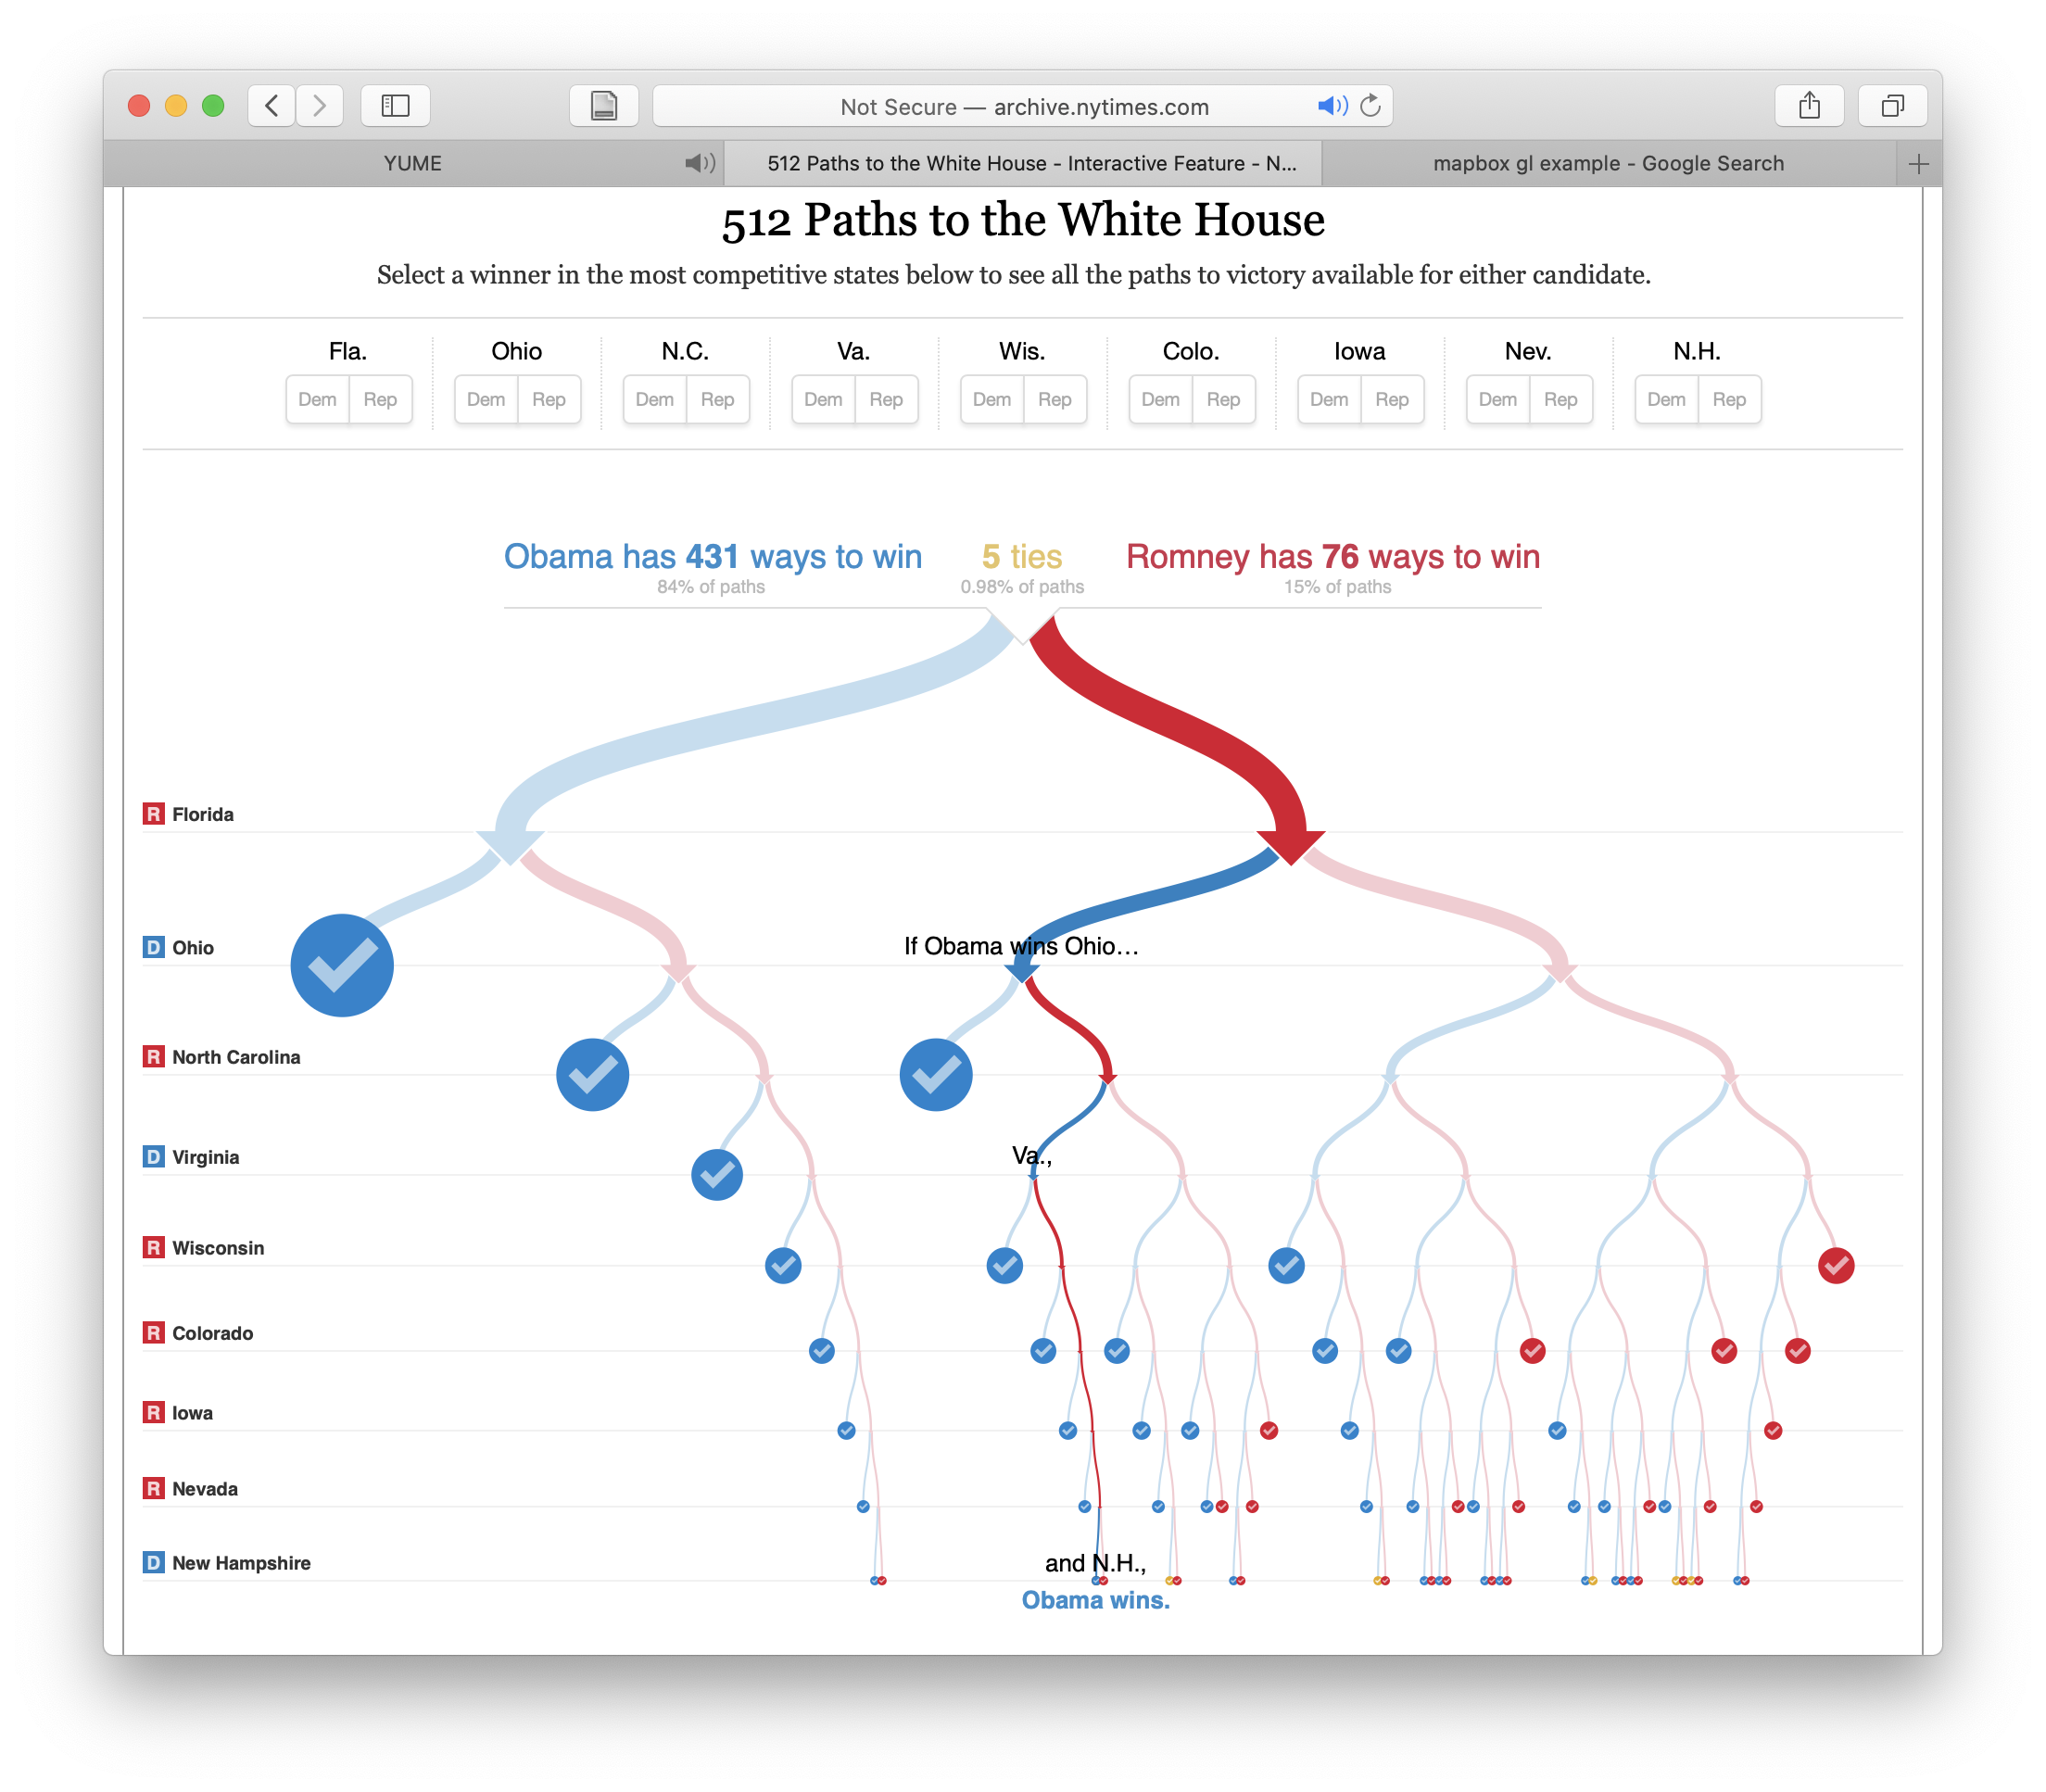 Not Secure — archive.nytimes.com
YUME
512 Paths to the White House - Interactive Feature - N...
mapbox gl example - Google Search
512 Paths to the White House
Select a winner in the most competitive states below to see all the paths to victory available for either candidate.
Fla. Ohio N.C. Va. Wis. Colo. Iowa Nev. N.H.
Dem Rep Dem Rep Dem Rep Dem Rep Dem Rep Dem Rep Dem Rep Dem Rep Dem Rep
Obama has 431 ways to win 5 ties Romney has 76 ways to win
84% of paths 0.98% of paths 15% of paths
R Florida
D Ohio
If Obama wins Ohio…
R North Carolina
D Virginia
Va.,
R Wisconsin
R Colorado
R Iowa
R Nevada
D New Hampshire
and N.H.,
Obama wins.